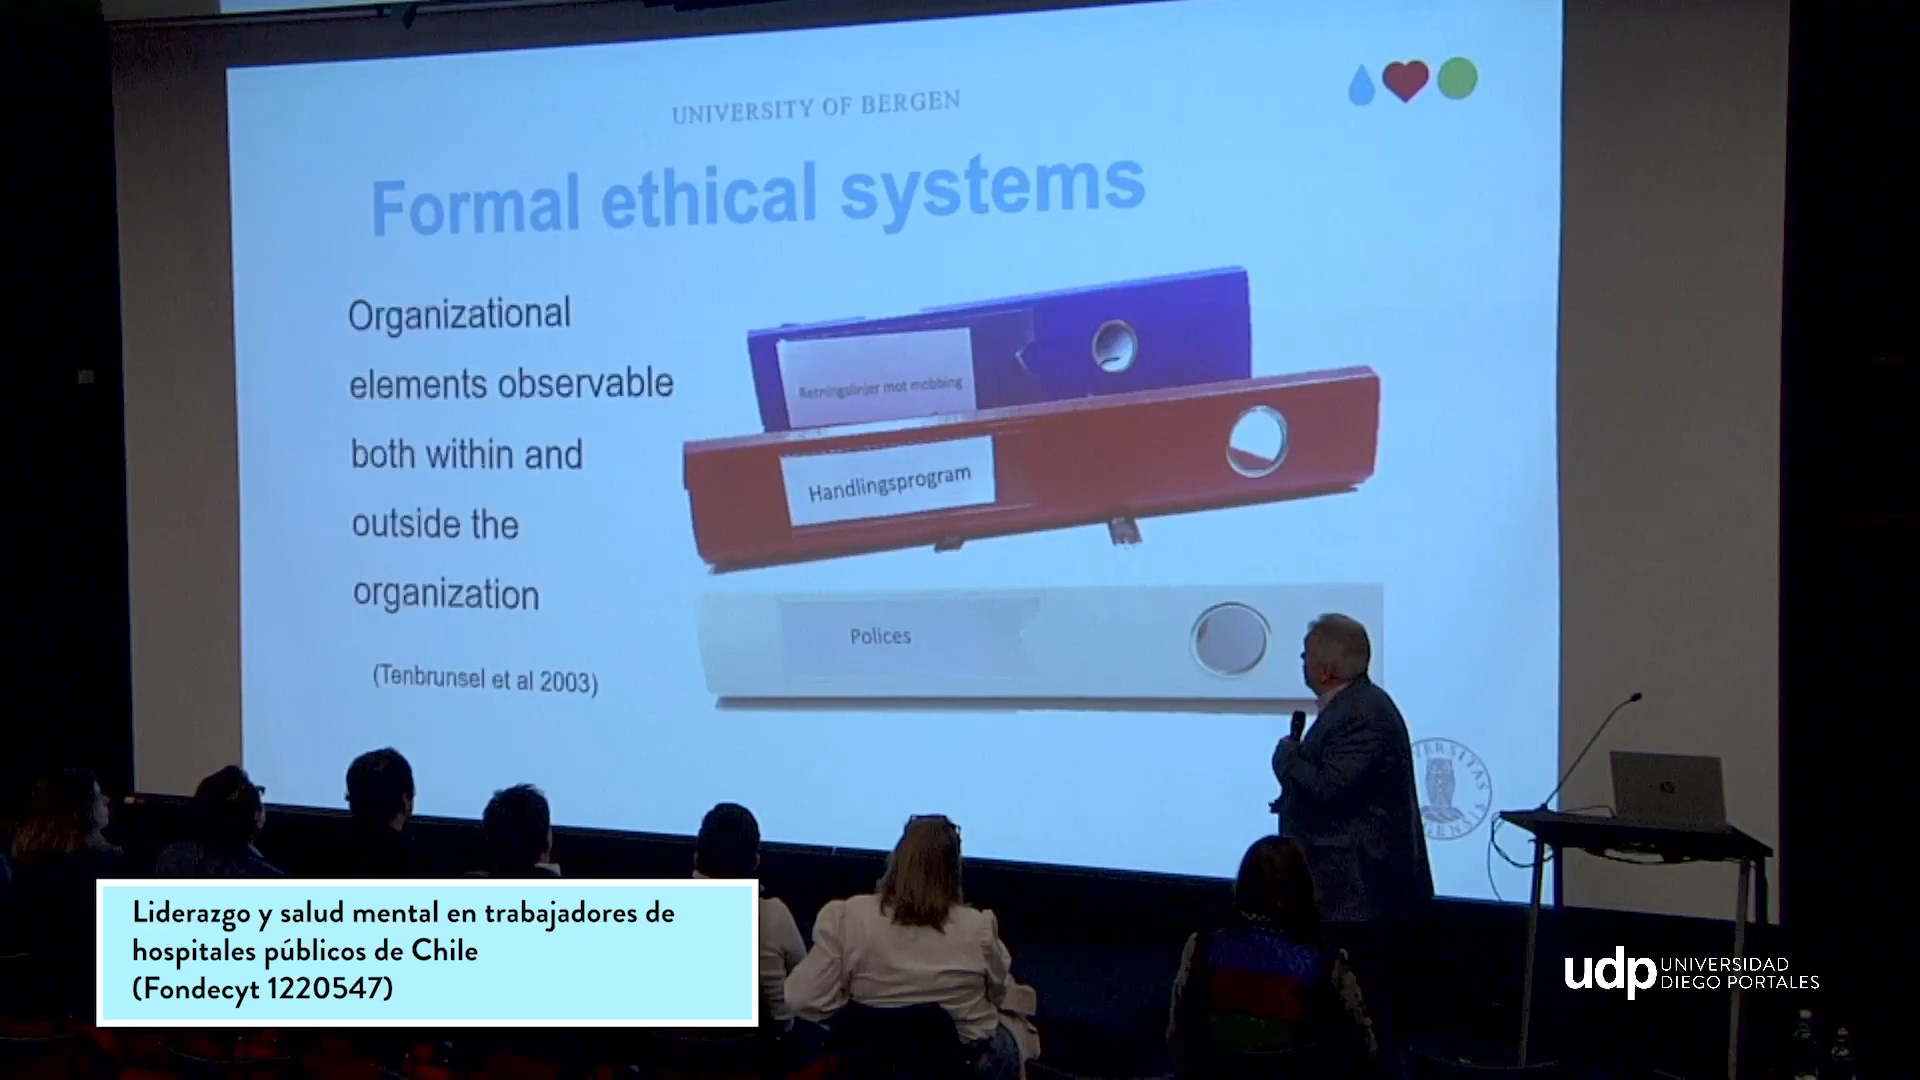 UNIVERSITY OF BERGEN
Formal ethical systems
Organizational
elements observable
both within and
outside the
organization
(Tenbrunsel et al 2003)
Retningslinjer mot mobbing
Handlingsprogram
Polices
Liderazgo y salud mental en trabajadores de
hospitales públicos de Chile
(Fondecyt 1220547)
udp UNIVERSIDAD
DIEGO PORTALES